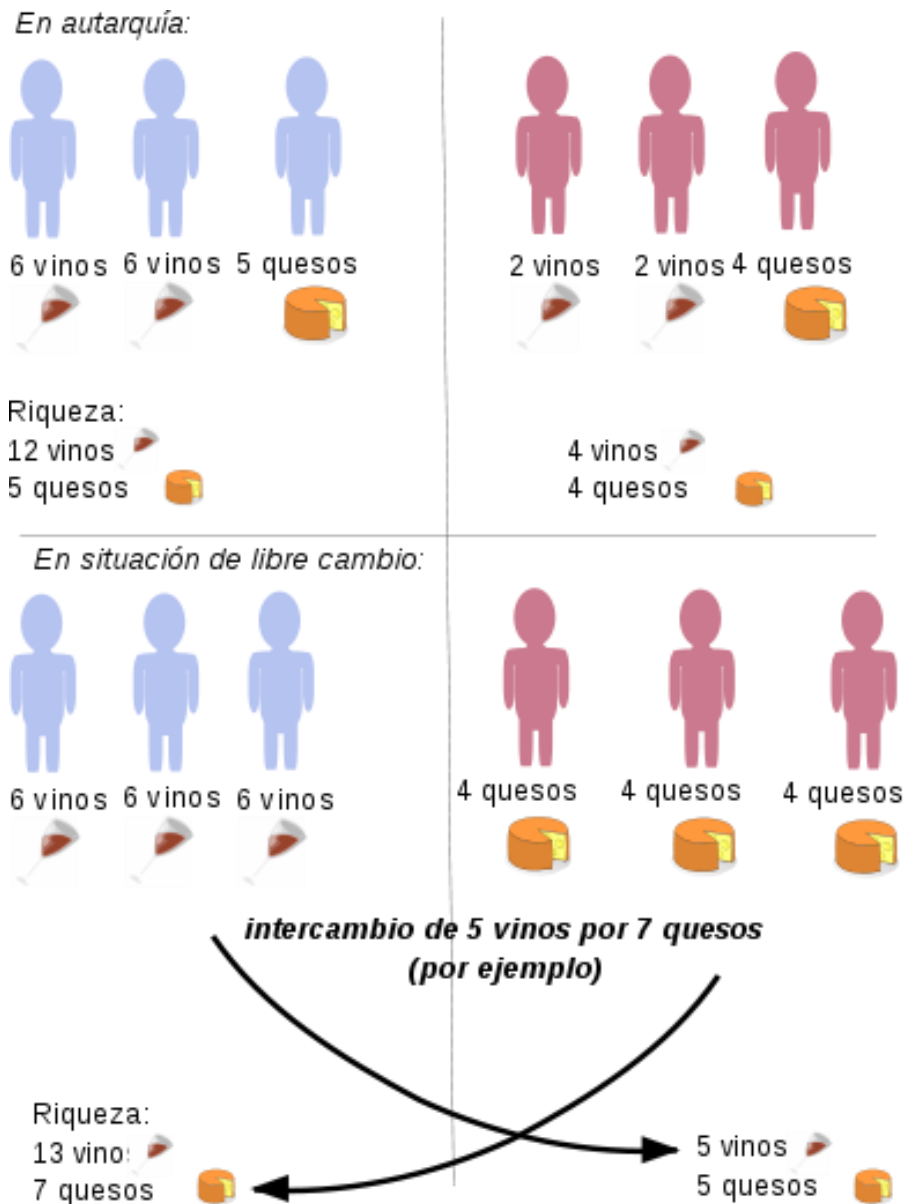 En autarquía:
6 vinos 6 vinos 5 quesos
2 vinos 2 vinos 4 quesos
Riqueza:
12 vinos
5 quesos
4 vinos
4 quesos
En situación de libre cambio:
6 vinos 6 vinos 6 vinos
4 quesos 4 quesos 4 quesos
intercambio de 5 vinos por 7 quesos
(por ejemplo)
Riqueza:
13 vinos
7 quesos
5 vinos
5 quesos